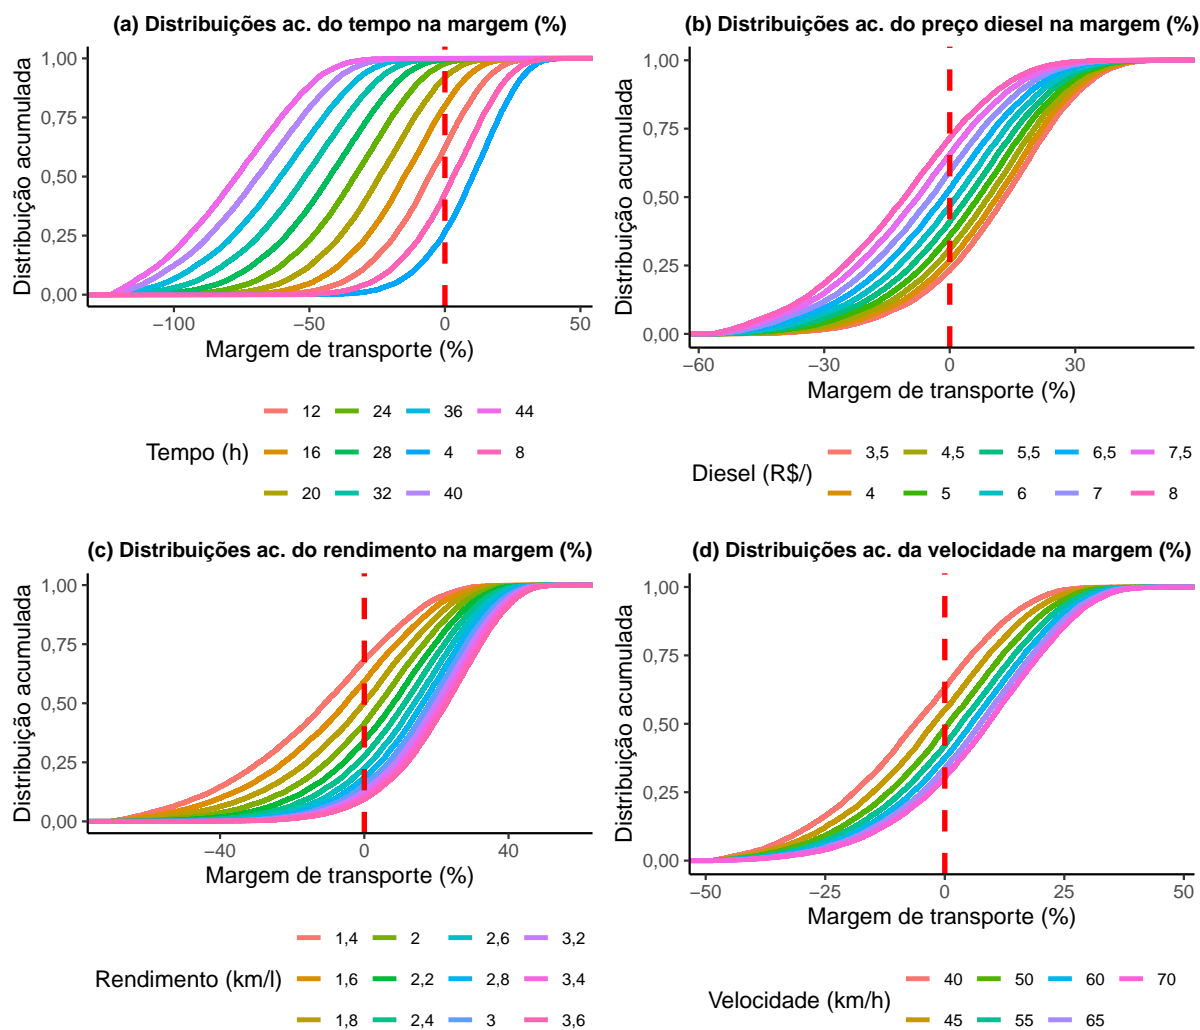 (a) Distribuições ac. do tempo na margem (%)
Distribuição acumulada
1,00
0,75
0,50
0,25
0,00
−100 −50 0 50
Margem de transporte (%)
Tempo (h)
12 24 36 44
16 28 4 8
20 32 40
(b) Distribuições ac. do preço diesel na margem (%)
Distribuição acumulada
1,00
0,75
0,50
0,25
0,00
−60 −30 0 30
Margem de transporte (%)
Diesel (R$/)
3,5 4,5 5,5 6,5 7,5
4 5 6 7 8
(c) Distribuições ac. do rendimento na margem (%)
Distribuição acumulada
1,00
0,75
0,50
0,25
0,00
−40 0 40
Margem de transporte (%)
Rendimento (km/l)
1,4 2 2,6 3,2
1,6 2,2 2,8 3,4
1,8 2,4 3 3,6
(d) Distribuições ac. da velocidade na margem (%)
Distribuição acumulada
1,00
0,75
0,50
0,25
0,00
−50 −25 0 25 50
Margem de transporte (%)
Velocidade (km/h)
40 50 60 70
45 55 65